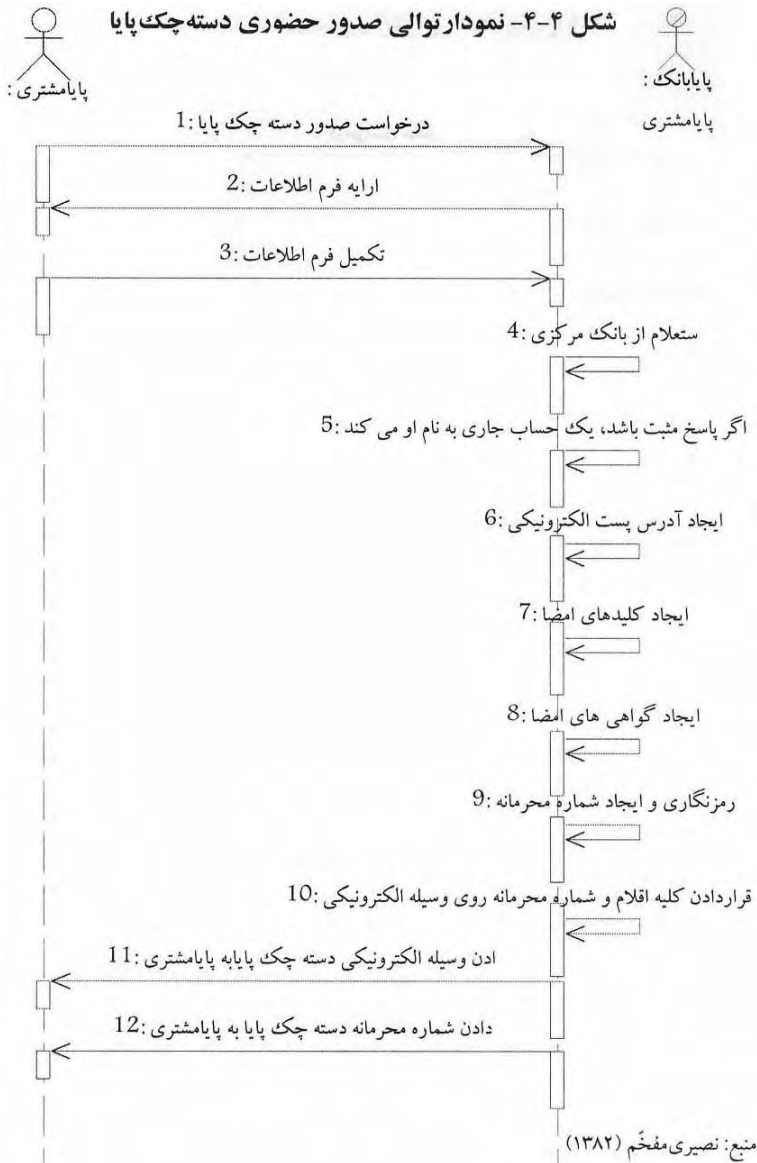 شکل ۴-۴- نمودار توالی صدور حضوری دسته چک پایا
پایابانک :
پایامشتری
پایامشتری :
1: درخواست صدور دسته چک پایا
2: ارایه فرم اطلاعات
3: تکمیل فرم اطلاعات
4: ستعلام از بانک مرکزی
5: اگر پاسخ مثبت باشد، یک حساب جاری به نام او می کند
6: ایجاد آدرس پست الکترونیکی
7: ایجاد کلیدهای امضا
8: ایجاد گواهی های امضا
9: رمزنگاری و ایجاد شماره محرمانه
10: قراردادن کلیه اقلام و شماره محرمانه روی وسیله الکترونیکی
11: ادن وسیله الکترونیکی دسته چک پایابه پایامشتری
12: دادن شماره محرمانه دسته چک پایا به پایامشتری
منبع: نصیری‌مفخّم (۱۳۸۲)